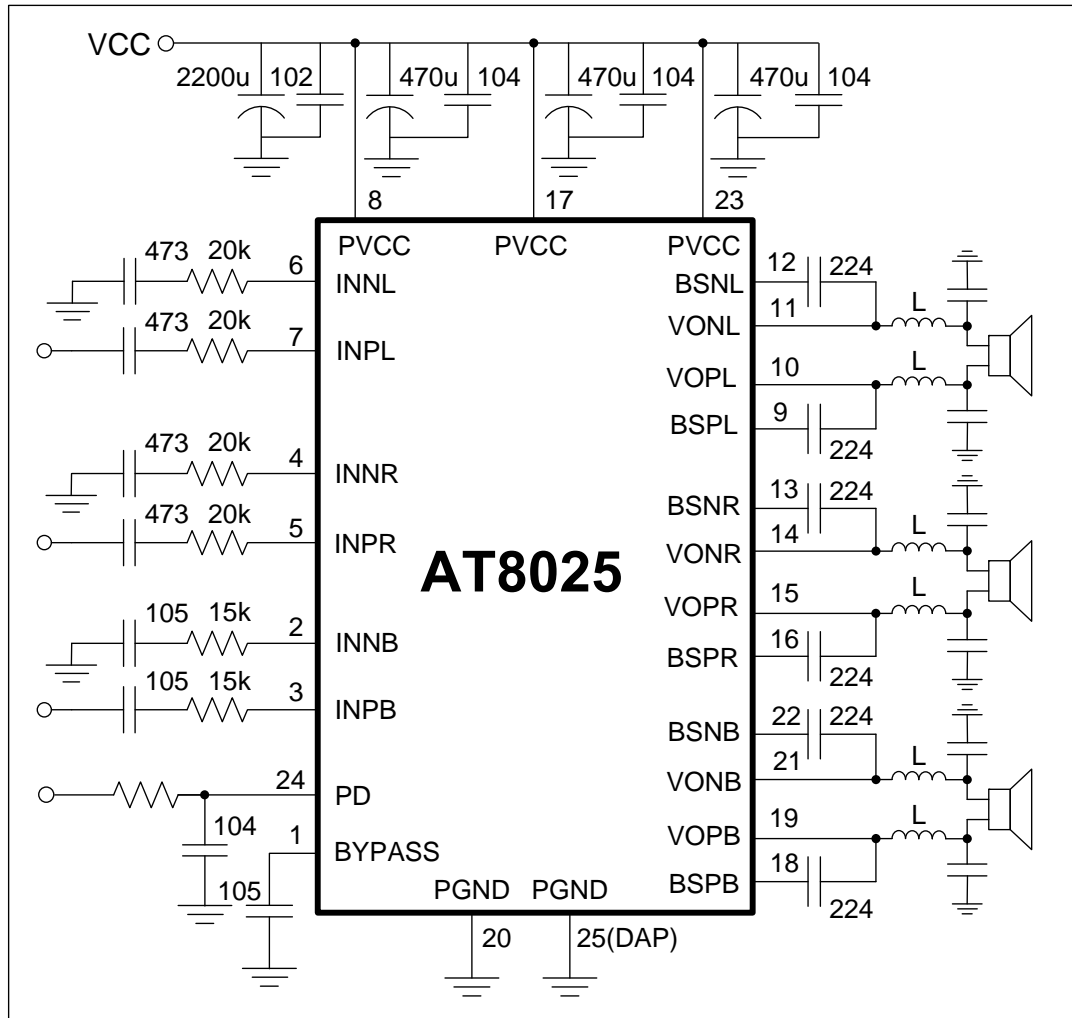 VCC
2200u 102 470u 104 470u 104 470u 104
8 17 23
PVCC PVCC PVCC
473 20k 6 INNL
473 20k 7 INPL
473 20k 4 INNR
473 20k 5 INPR
105 15k 2 INNB
105 15k 3 INPB
24 PD
104
1 BYPASS
105
AT8025
BSNL 12 224
VONL 11 L
VOPL 10 L
BSPL 9 224
BSNR 13 224
VONR 14 L
VOPR 15 L
BSPR 16 224
BSNB 22 224
VONB 21 L
VOPB 19 L
BSPB 18 224
PGND PGND
20 25(DAP)